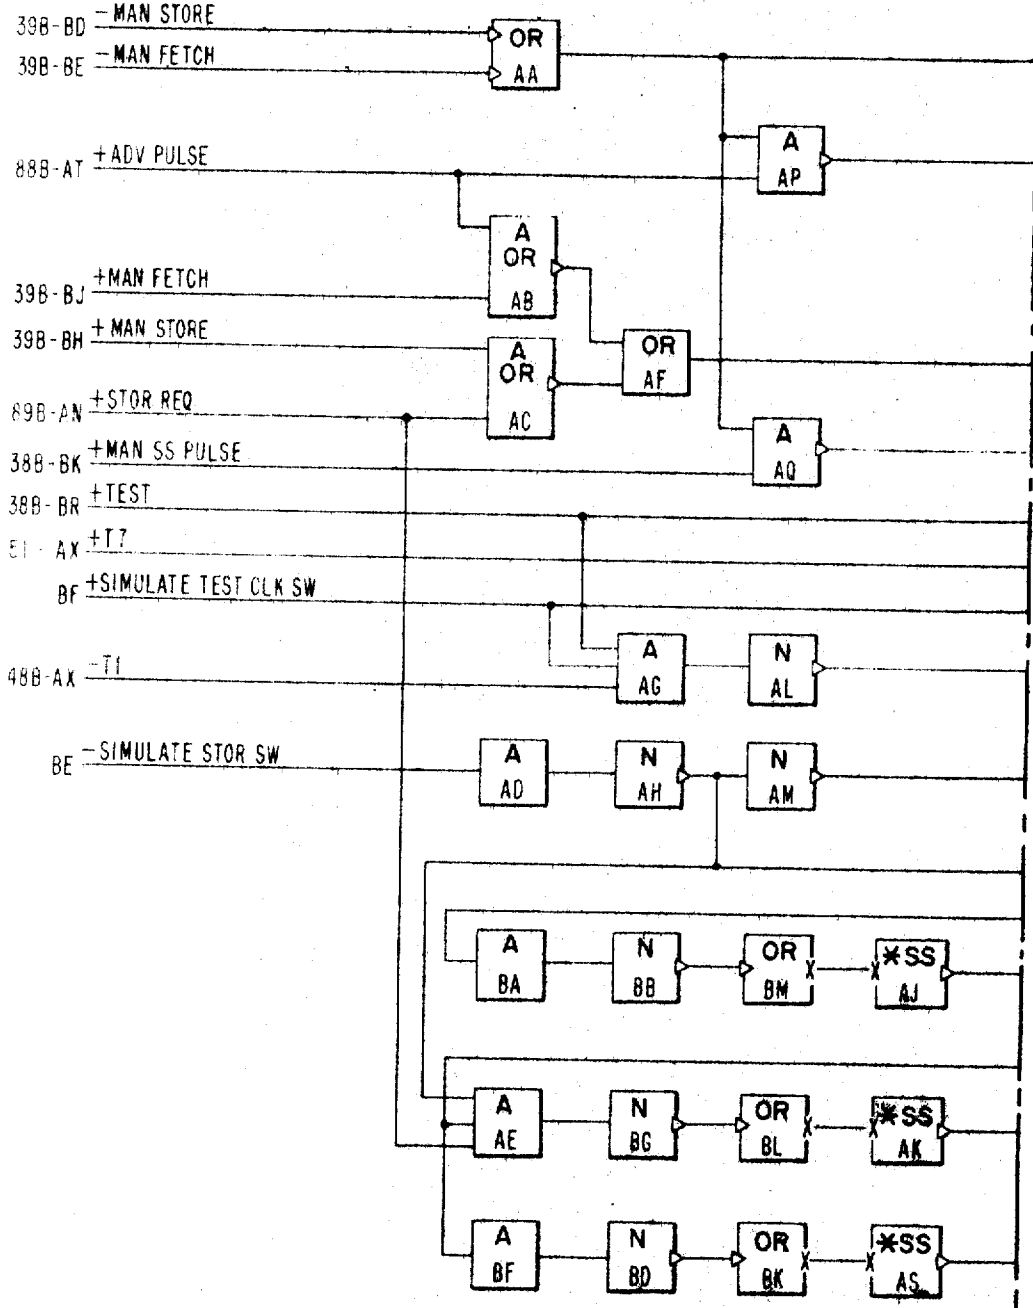 39B-BD -MAN STORE
39B-BE -MAN FETCH
OR
AA
88B-AT +ADV PULSE
A
AP
A
OR
AB
39B-BJ +MAN FETCH
39B-BH +MAN STORE
A
OR
AC
OR
AF
89B-AN +STOR REQ
38B-BK +MAN SS PULSE
A
AQ
38B-BR +TEST
51-AX +T7
BF +SIMULATE TEST CLK SW
48B-AX -T1
A
AG
N
AL
BE -SIMULATE STOR SW
A
AD
N
AH
N
AM
A
BA
N
BB
OR
BM
X X
*SS
AJ
A
AE
N
BG
OR
BL
X X
*SS
AK
A
BF
N
BD
OR
BK
X X
*SS
AS